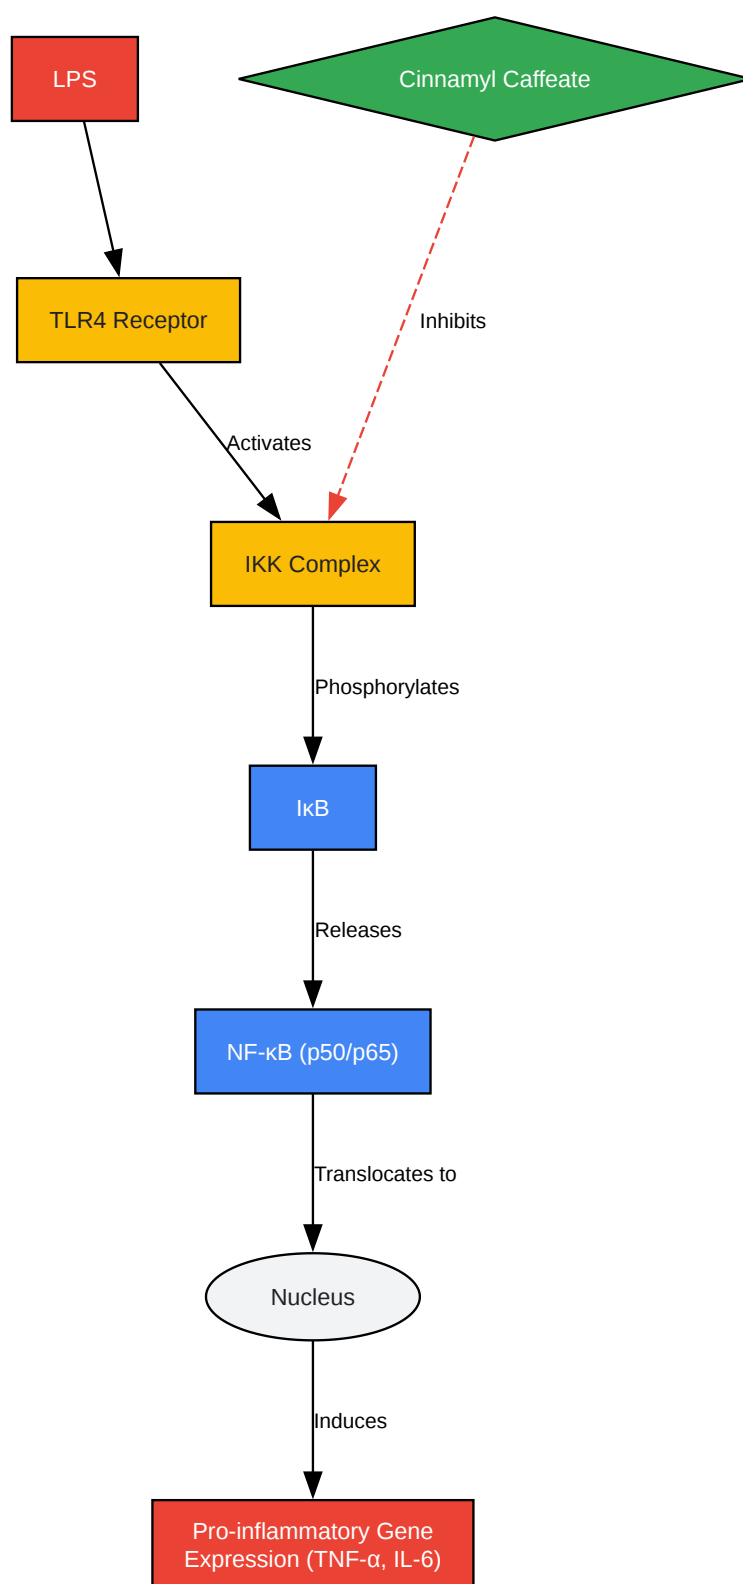 LPS
Cinnamyl Caffeate
TLR4 Receptor
Inhibits
Activates
IKK Complex
Phosphorylates
IκB
Releases
NF-κB (p50/p65)
Translocates to
Nucleus
Induces
Pro-inflammatory Gene
Expression (TNF-α, IL-6)